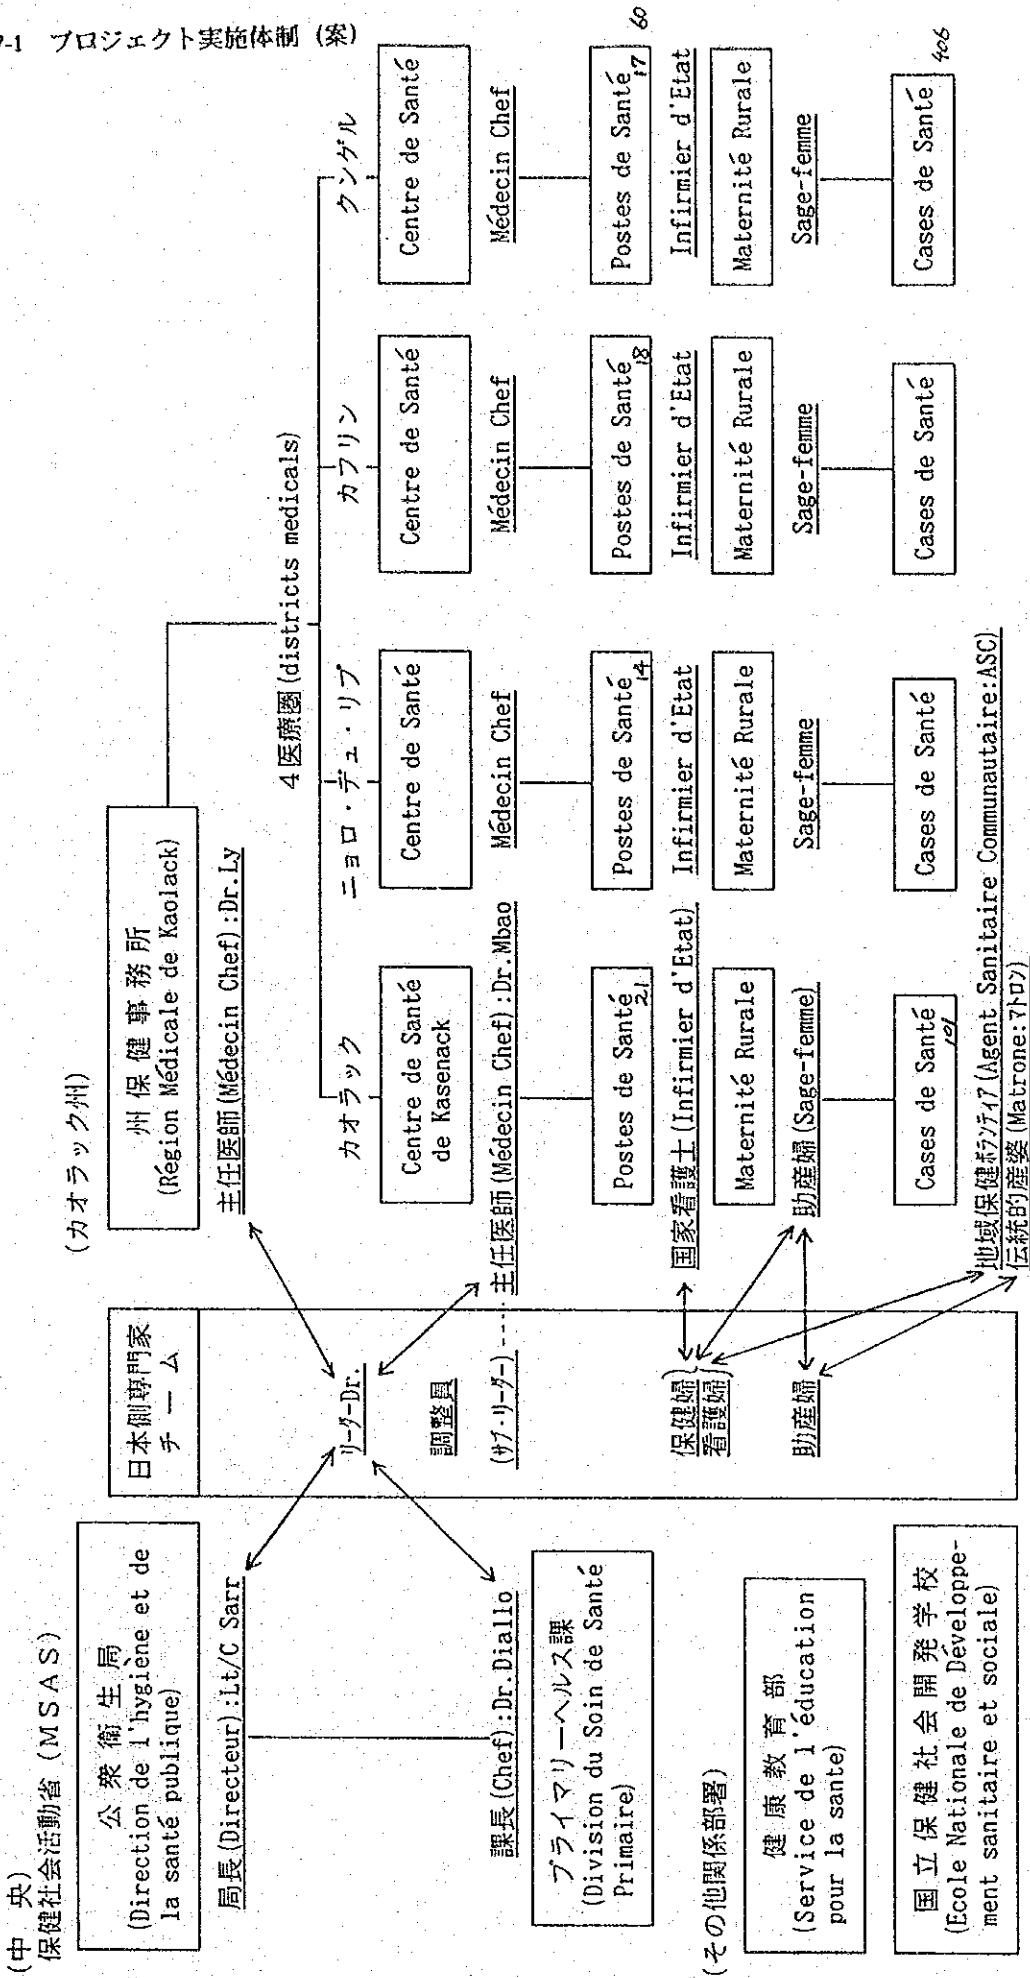 7-1 プロジェクト実施体制 (案)
(中 央)
保健社会活動省 (MSAS)
公衆衛生局
(Direction de l'hygiène et de
la santé publique)
局長(Directeur):Lt/C Sarr
課長(Chef):Dr.Diallo
プライマリーヘルス課
(Division du Soin de Santé
Primaire)
(その他関係部署)
健康教育部
(Service de l'éducation
pour la sante)
国立保健社会開発学校
(Ecole Nationale de Développe-
ment sanitaire et sociale)
日本側専門家
チーム
リーダーDr.
調整員
(サブ・リーダー)
保健婦
看護婦
助産婦
(カオラック州)
州保健事務所
(Région Médicale de Kaolack)
主任医師(Médecin Chef):Dr.Ly
4医療圏(districts medicals)
カオラック
Centre de Santé
de Kasenack
主任医師(Médecin Chef):Dr.Mbao
Postes de Santé
21
国家看護士(Infirmier d'Etat)
Maternité Rurale
助産婦(Sage-femme)
Cases de Santé
101
地域保健ボランティア(Agent Sanitaire Communautaire:ASC)
伝統的産婆(Matrone:マトロン)
ニョロ・デュ・リプ
Centre de Santé
Médecin Chef
Postes de Santé
14
Infirmier d'Etat
Maternité Rurale
Sage-femme
Cases de Santé
カフリン
Centre de Santé
Médecin Chef
Postes de Santé
18
Infirmier d'Etat
Maternité Rurale
Sage-femme
Cases de Santé
クンゲル
Centre de Santé
Médecin Chef
Postes de Santé
17
60
Infirmier d'Etat
Maternité Rurale
Sage-femme
Cases de Santé
406